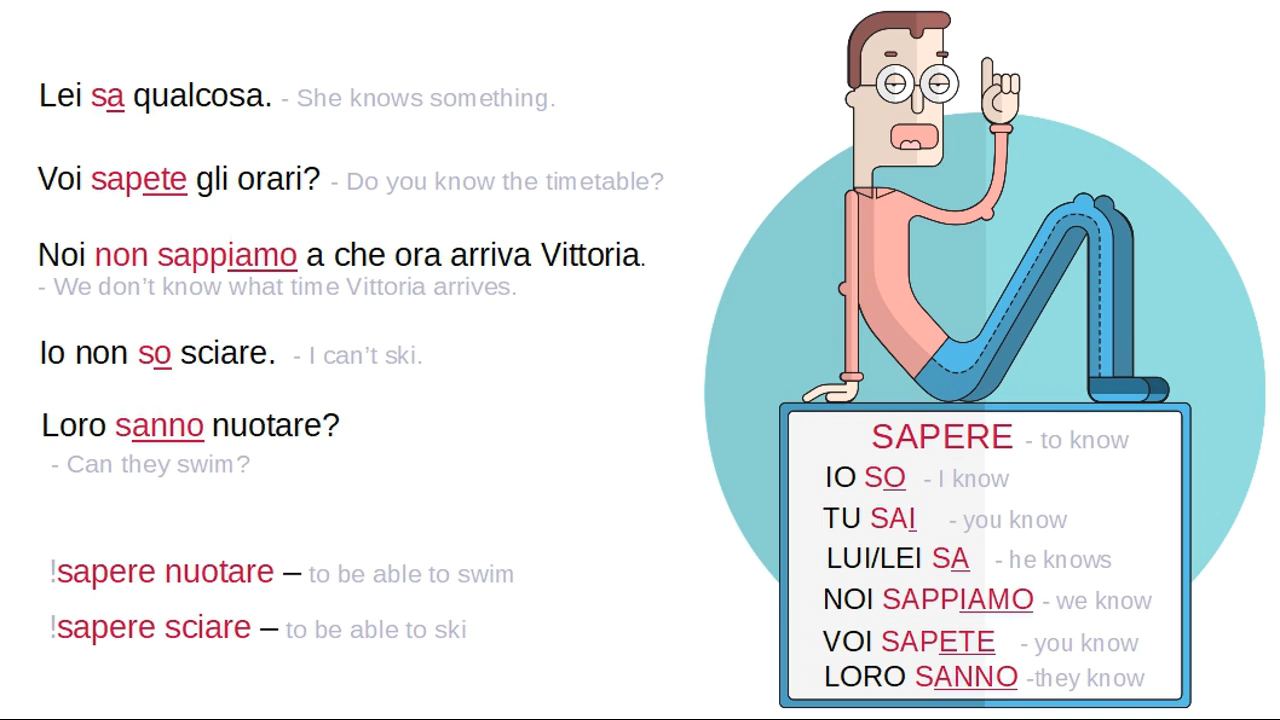 Lei sa qualcosa. - She knows something.
Voi sapete gli orari? - Do you know the timetable?
Noi non sappiamo a che ora arriva Vittoria.
- We don’t know what time Vittoria arrives.
Io non so sciare. - I can’t ski.
Loro sanno nuotare?
- Can they swim?
!sapere nuotare – to be able to swim
!sapere sciare – to be able to ski
SAPERE - to know
IO SO - I know
TU SAI - you know
LUI/LEI SA - he knows
NOI SAPPIAMO - we know
VOI SAPETE - you know
LORO SANNO -they know